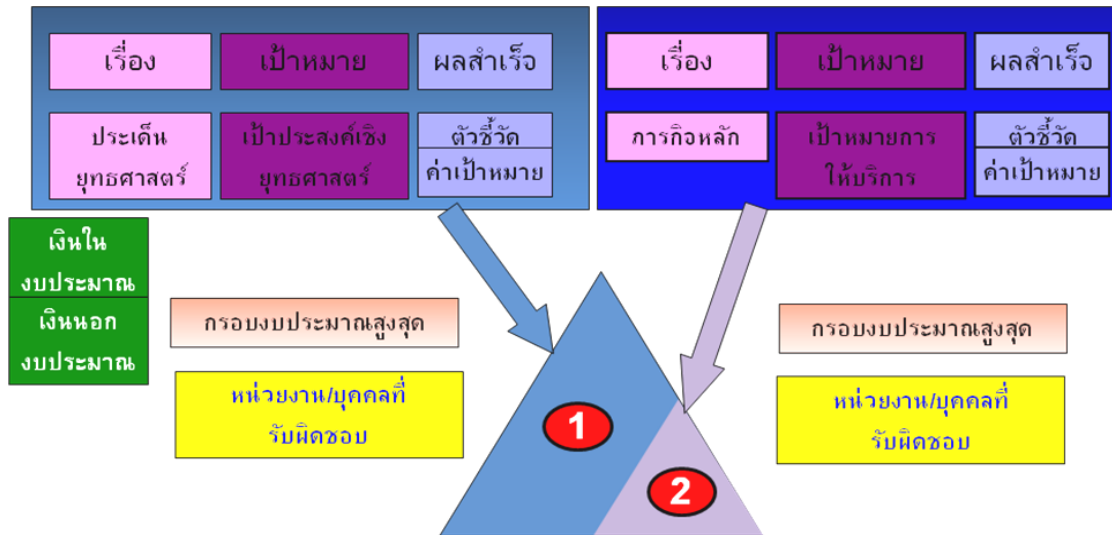 เรื่อง
เป้าหมาย
ผลสำเร็จ
ประเด็น
ยุทธศาสตร์
เป้าประสงค์เชิง
ยุทธศาสตร์
ตัวชี้วัด
ค่าเป้าหมาย
เรื่อง
เป้าหมาย
ผลสำเร็จ
ภารกิจหลัก
เป้าหมายการ
ให้บริการ
ตัวชี้วัด
ค่าเป้าหมาย
เงินใน
งบประมาณ
เงินนอก
งบประมาณ
กรอบงบประมาณสูงสุด
หน่วยงาน/บุคคลที่
รับผิดชอบ
1
2
กรอบงบประมาณสูงสุด
หน่วยงาน/บุคคลที่
รับผิดชอบ